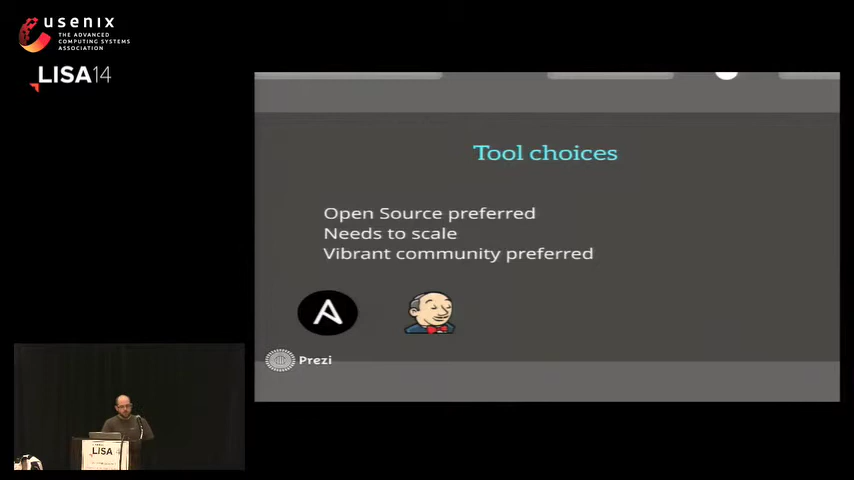 usenix
THE ADVANCED
COMPUTING SYSTEMS
ASSOCIATION
LISA14
Tool choices
Open Source preferred
Needs to scale
Vibrant community preferred
Prezi
LISA